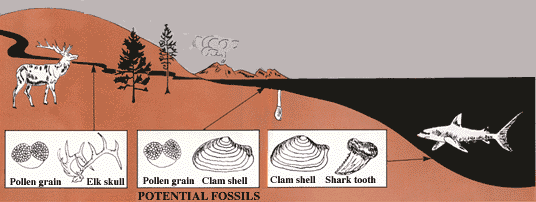 Pollen grain Elk skull
Pollen grain Clam shell
Clam shell Shark tooth
POTENTIAL FOSSILS